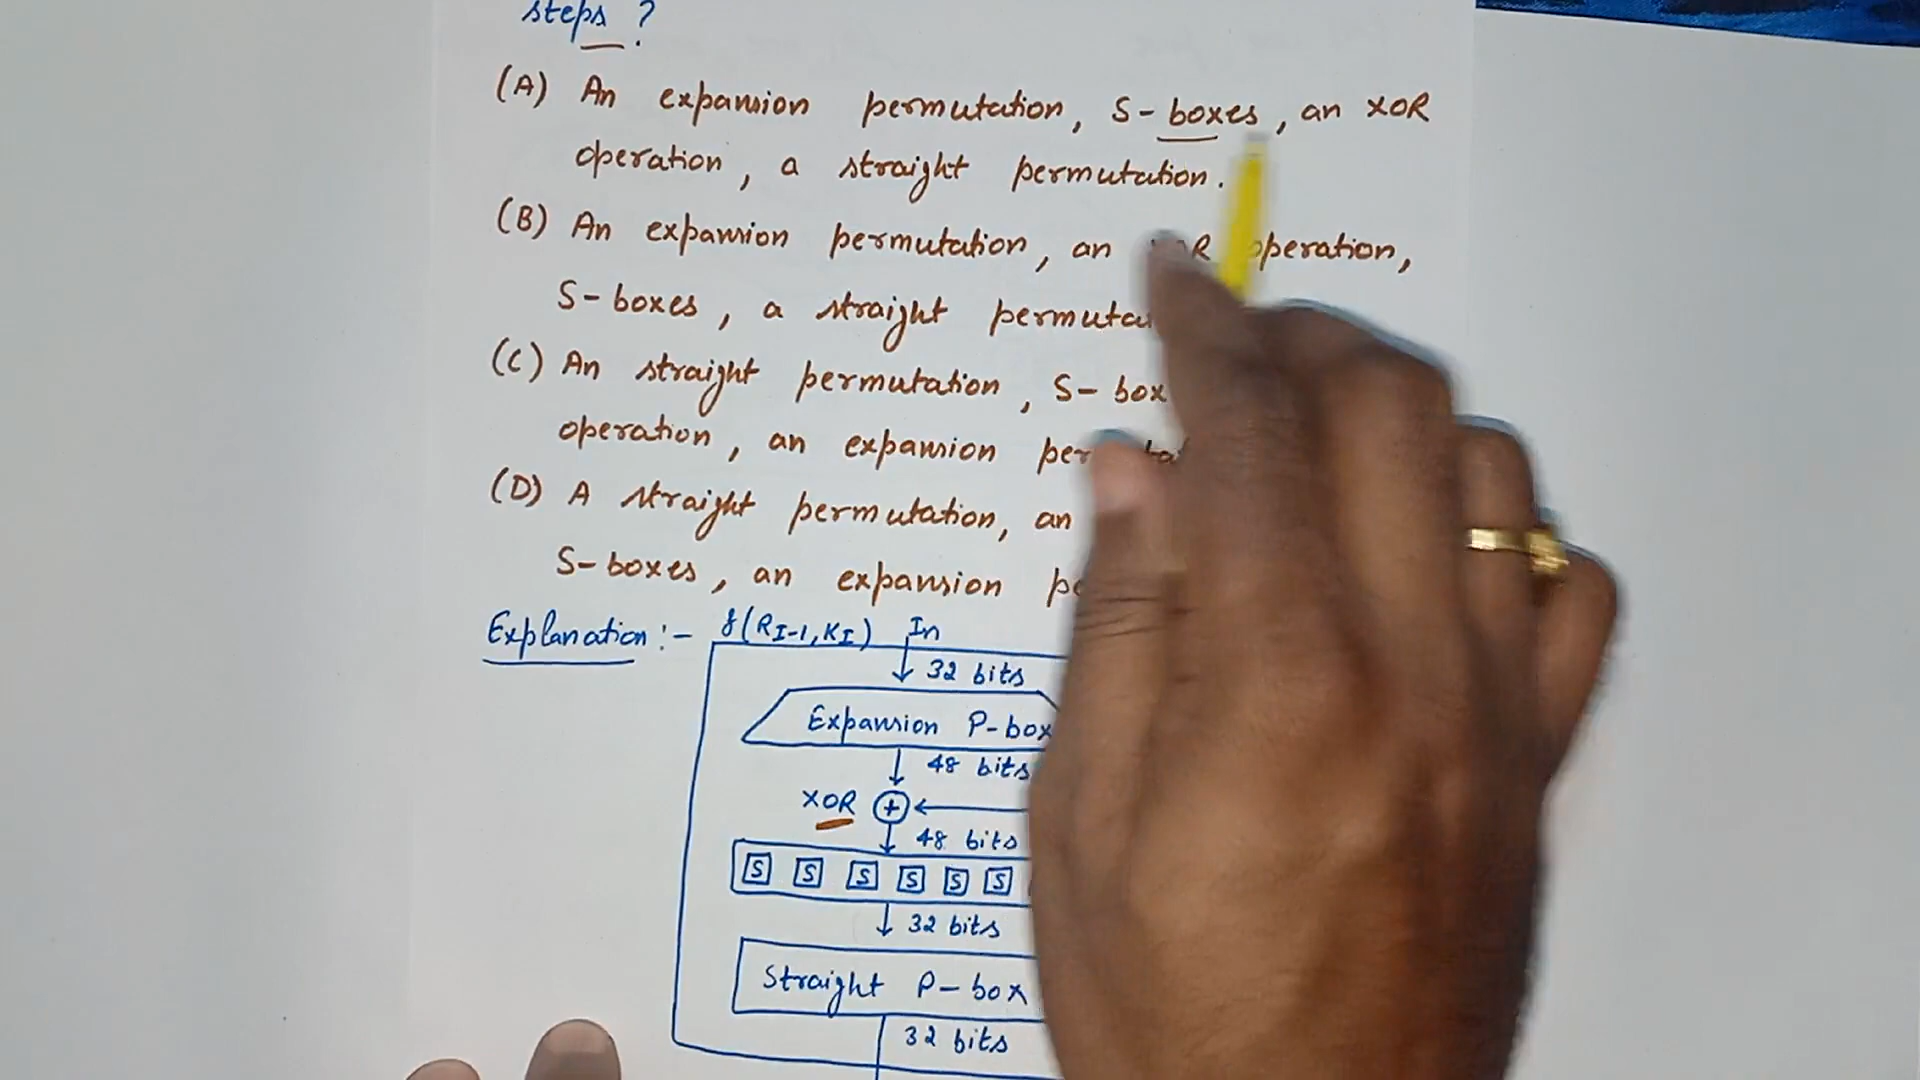 steps ?
(A) An expansion permutation, S-boxes, an XOR
operation, a straight permutation.
(B) An expansion permutation, an operation,
S-boxes, a straight
(C) An straight permutation, S-box
operation, an expansion
(D) A straight permutation, an
S-boxes, an expansion
Explanation :- f(RI-1, KI) In
32 bits
Expansion P-box
48 bits
XOR +
48 bits
S S S S S S
32 bits
Straight P-box
32 bits